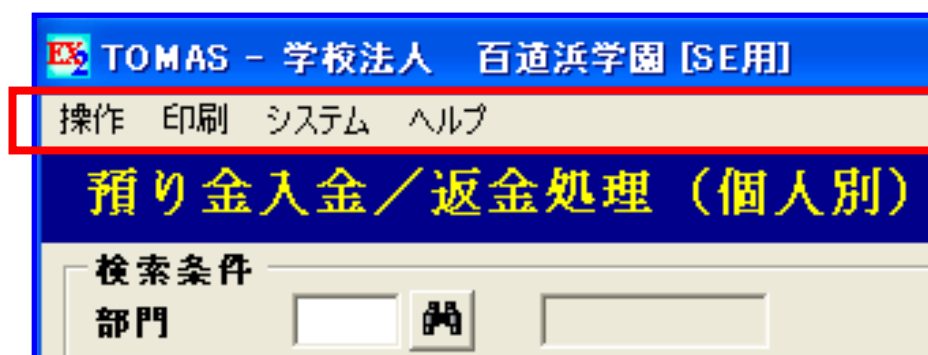 EX2 TOMAS - 学校法人　百道浜学園 [SE用]
操作　印刷　システム　ヘルプ
預り金入金／返金処理（個人別）
検索条件
部門